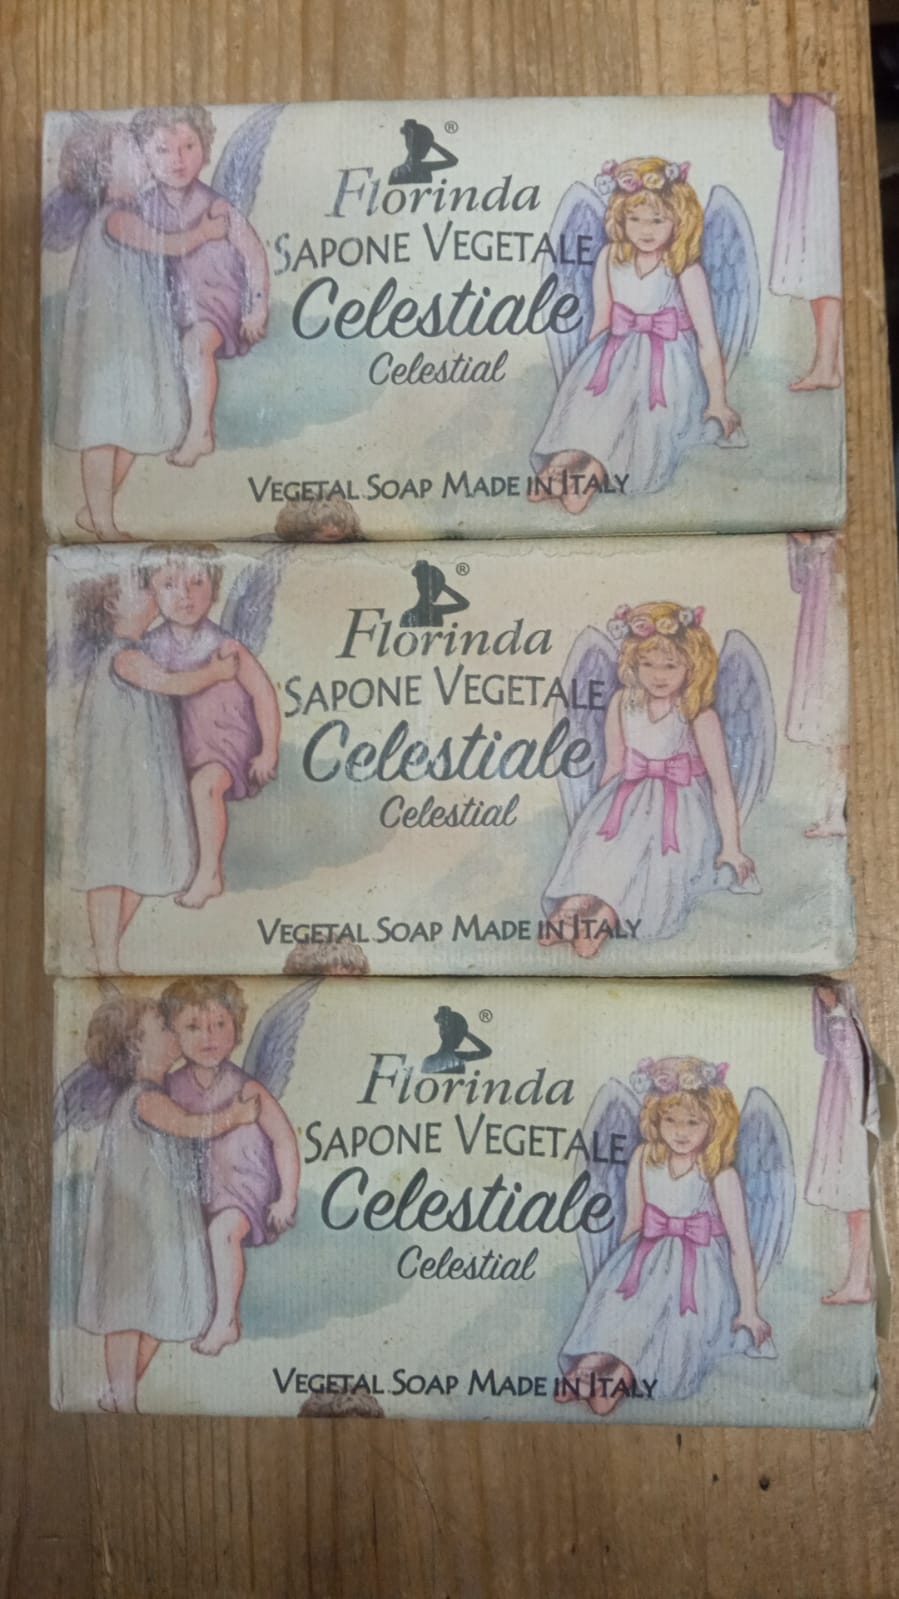 ®
Florinda
SAPONE VEGETALE
Celestiale
Celestial
VEGETAL SOAP MADE IN ITALY
®
Florinda
SAPONE VEGETALE
Celestiale
Celestial
VEGETAL SOAP MADE IN ITALY
®
Florinda
SAPONE VEGETALE
Celestiale
Celestial
VEGETAL SOAP MADE IN ITALY